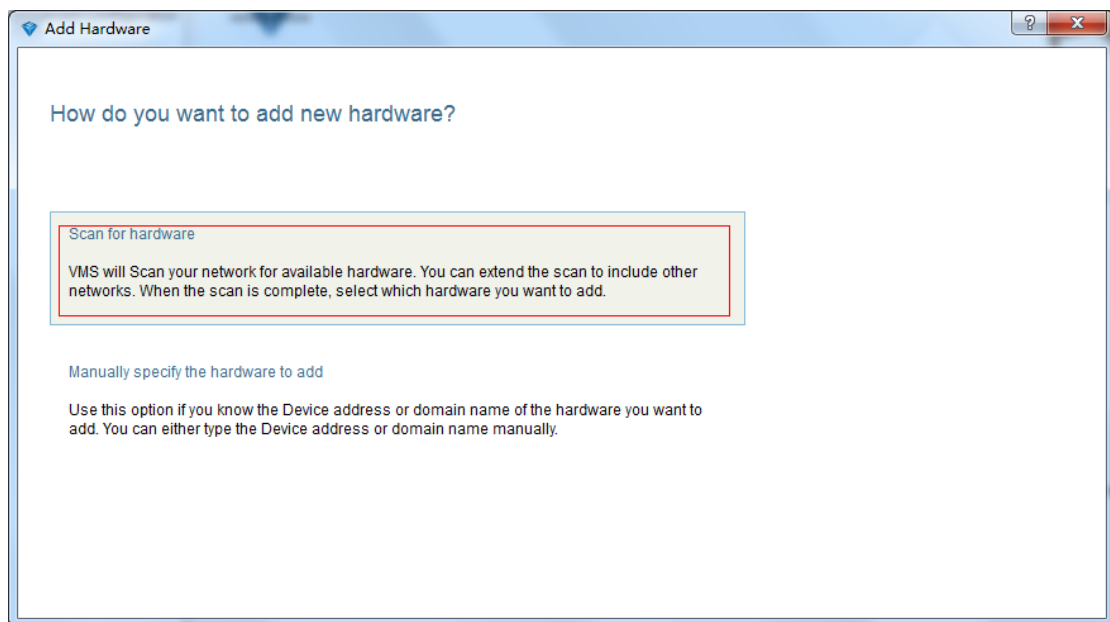 Add Hardware
How do you want to add new hardware?
Scan for hardware
VMS will Scan your network for available hardware. You can extend the scan to include other
networks. When the scan is complete, select which hardware you want to add.
Manually specify the hardware to add
Use this option if you know the Device address or domain name of the hardware you want to
add. You can either type the Device address or domain name manually.